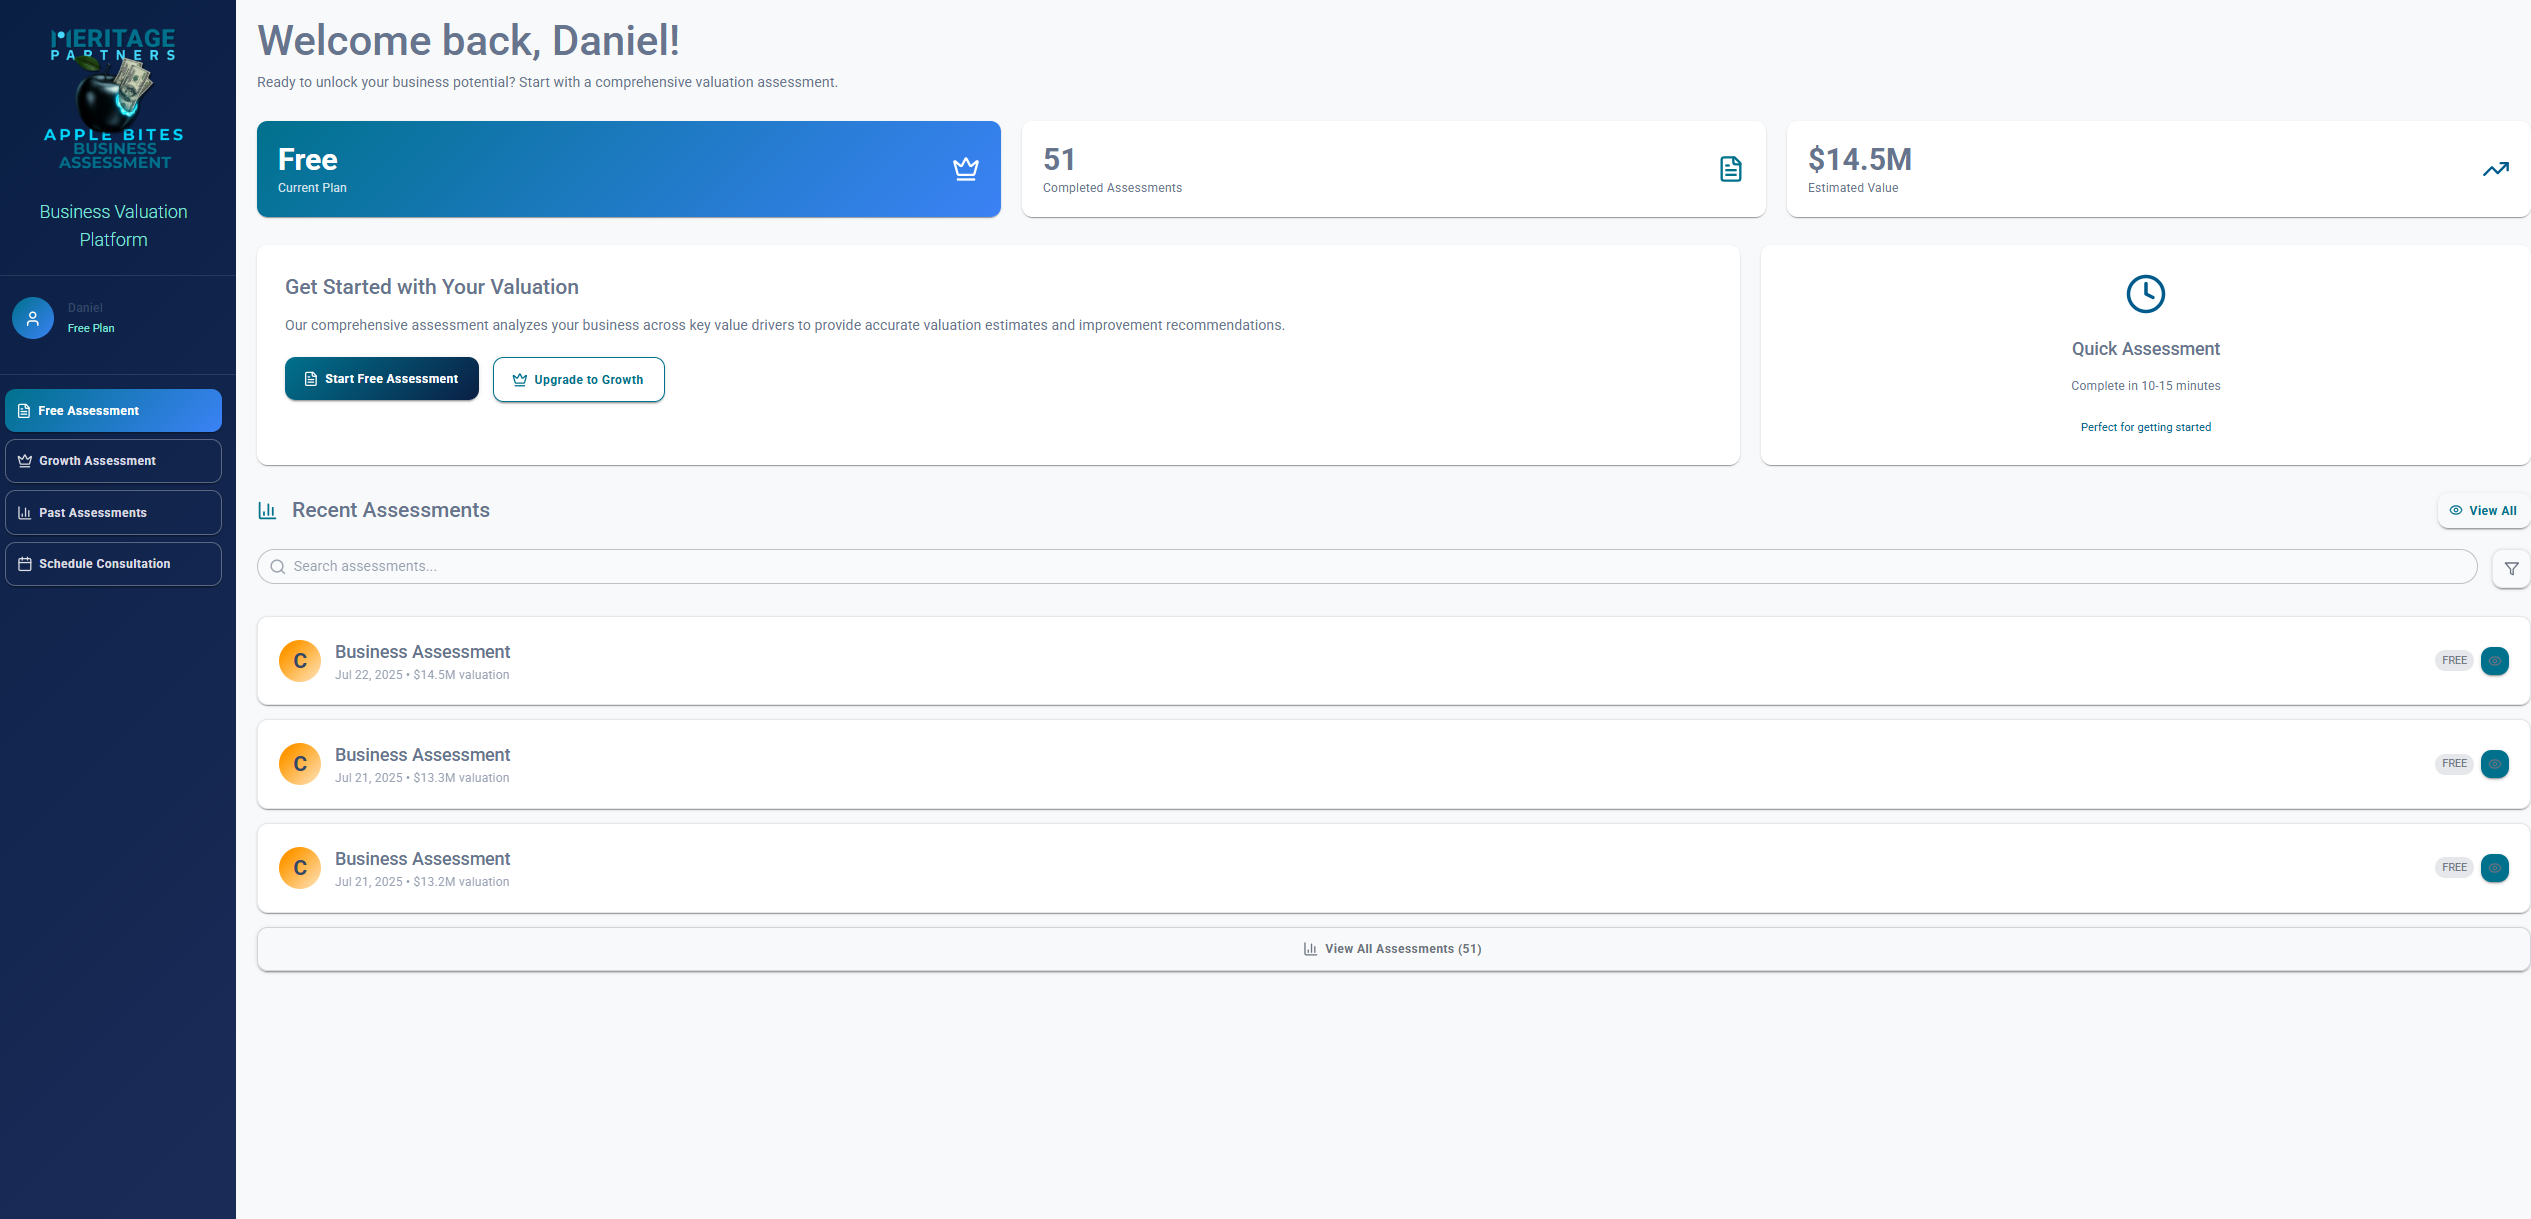 MERITAGE
PARTNERS
APPLE BITES
BUSINESS
ASSESSMENT
Business Valuation
Platform
Daniel
Free Plan
Free Assessment
Growth Assessment
Past Assessments
Schedule Consultation
Welcome back, Daniel!
Ready to unlock your business potential? Start with a comprehensive valuation assessment.
Free
Current Plan
51
Completed Assessments
$14.5M
Estimated Value
Get Started with Your Valuation
Our comprehensive assessment analyzes your business across key value drivers to provide accurate valuation estimates and improvement recommendations.
Start Free Assessment
Upgrade to Growth
Quick Assessment
Complete in 10-15 minutes
Perfect for getting started
Recent Assessments
View All
Search assessments...
C
Business Assessment
Jul 22, 2025 • $14.5M valuation
FREE
C
Business Assessment
Jul 21, 2025 • $13.3M valuation
FREE
C
Business Assessment
Jul 21, 2025 • $13.2M valuation
FREE
View All Assessments (51)